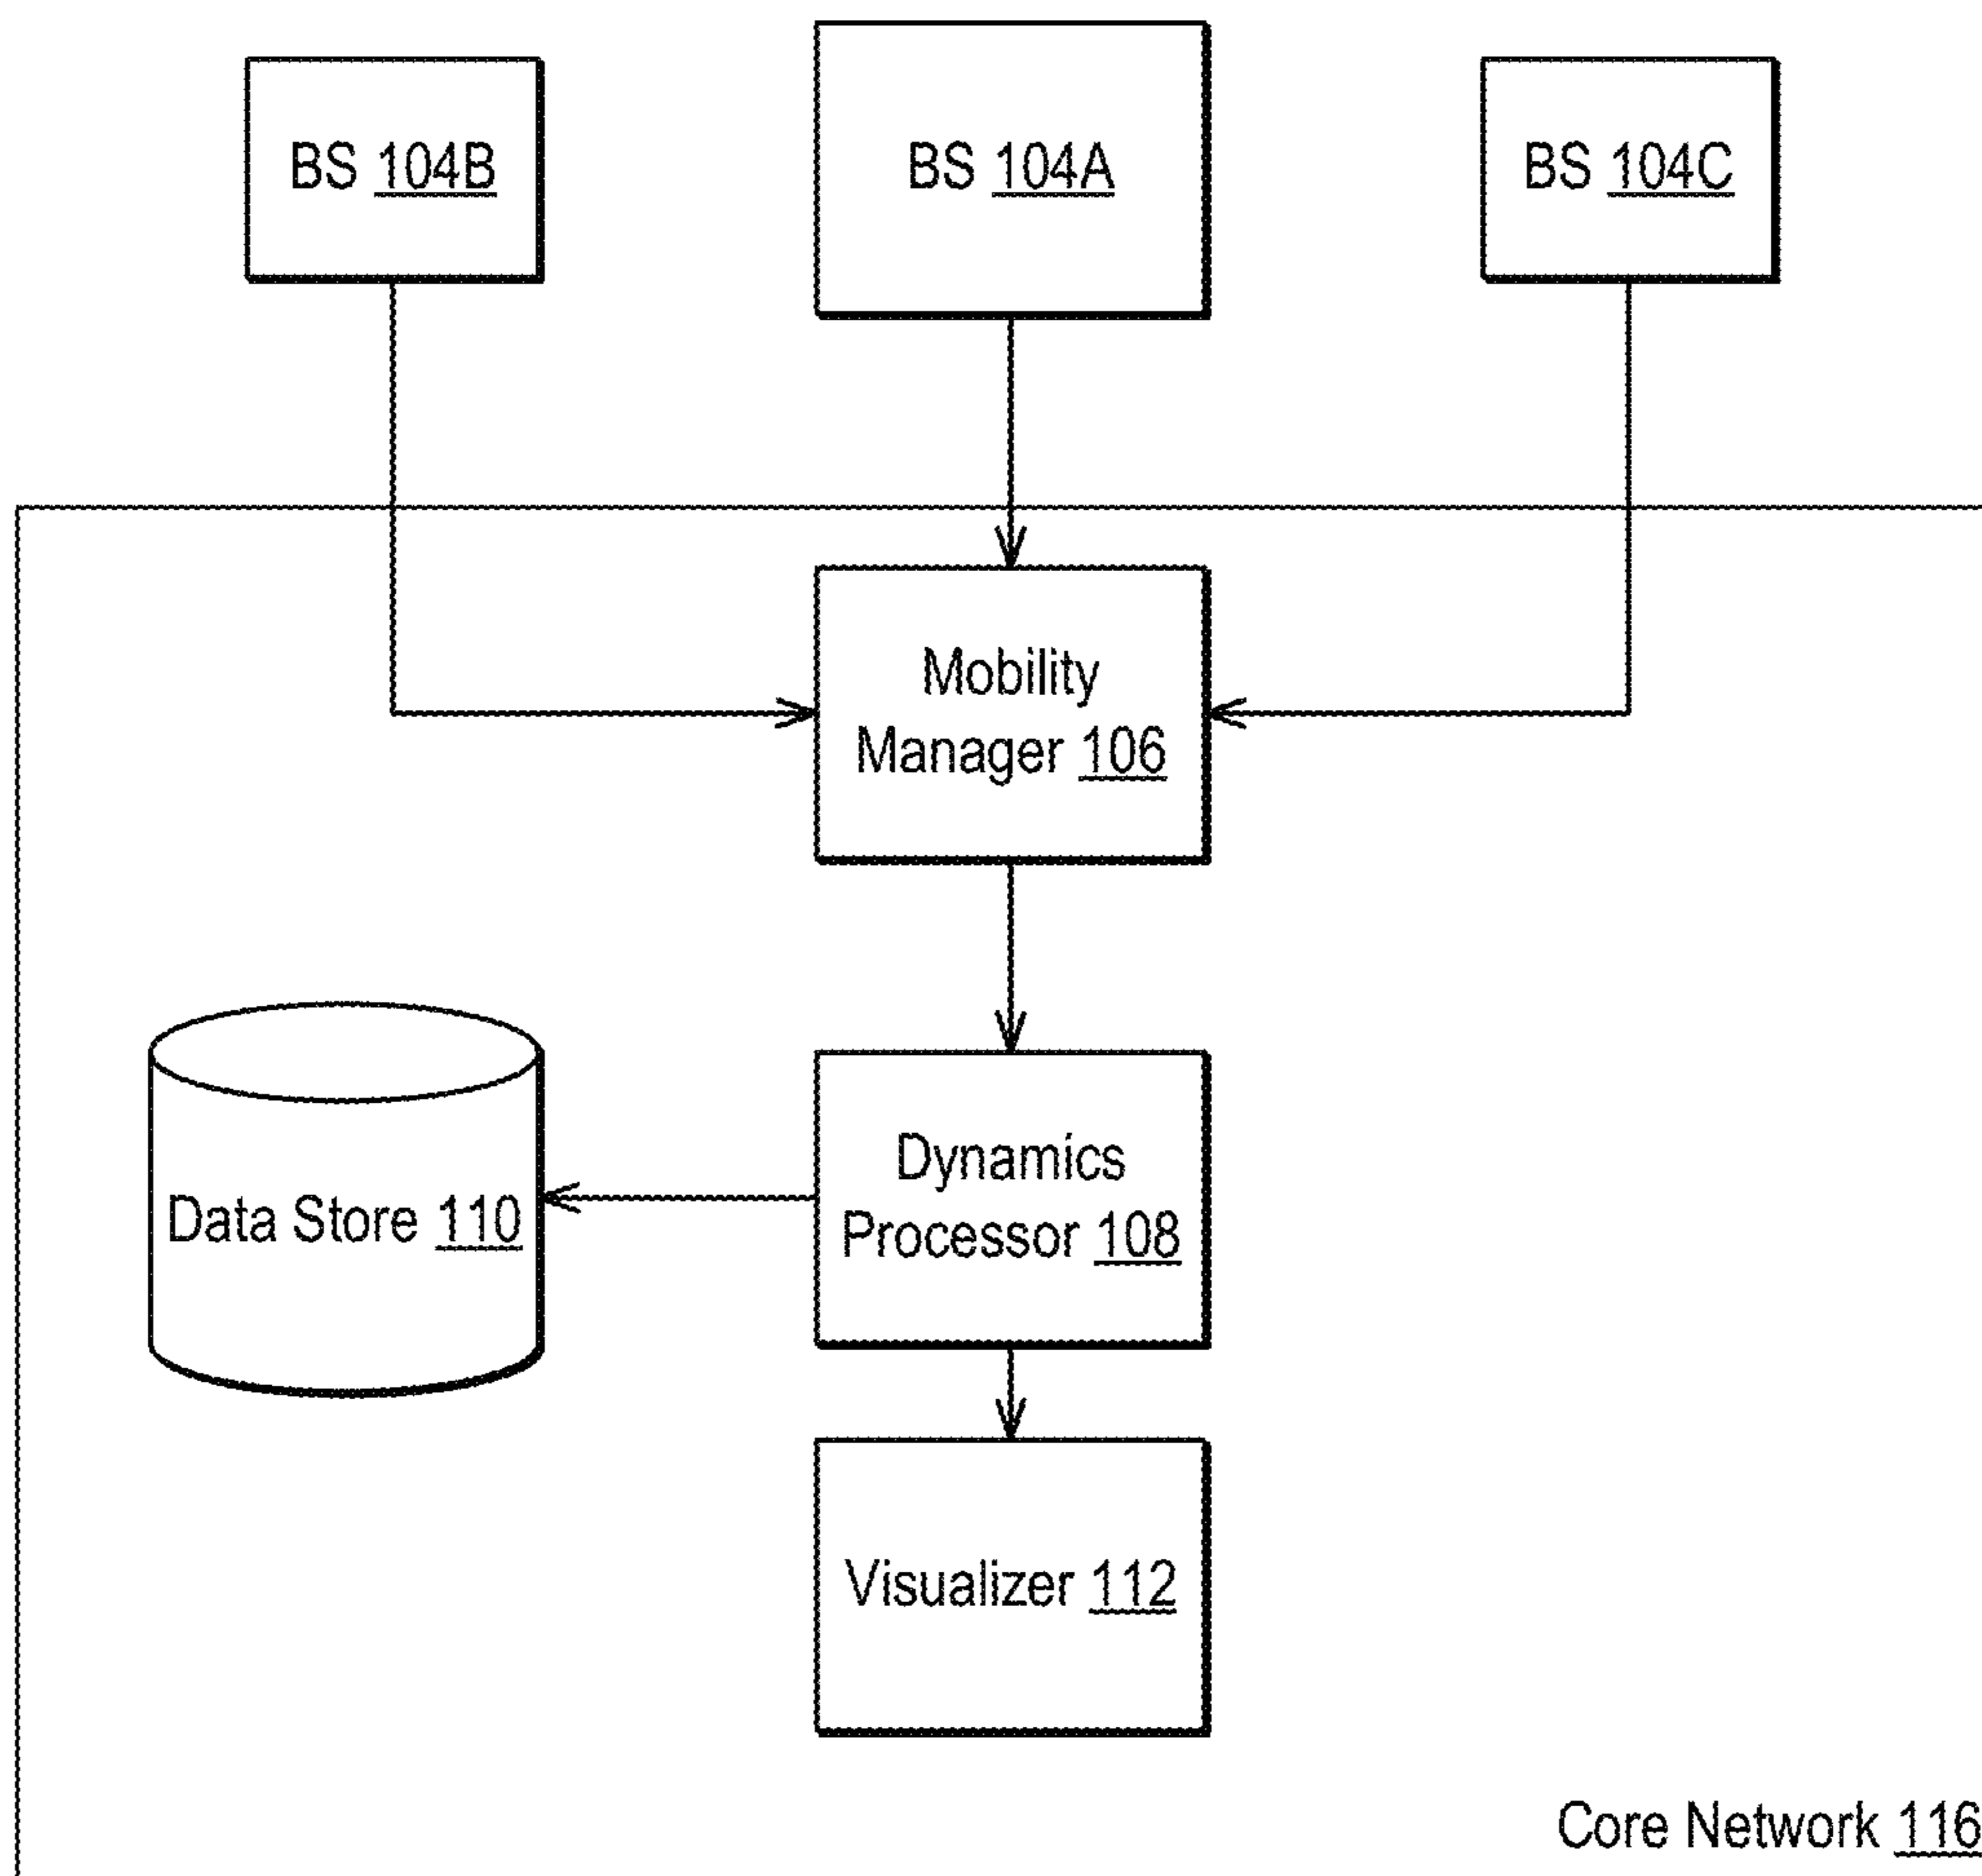 BS 104B
BS 104A
BS 104C
Mobility
Manager 106
Dynamics
Processor 108
Data Store 110
Visualizer 112
Core Network 116